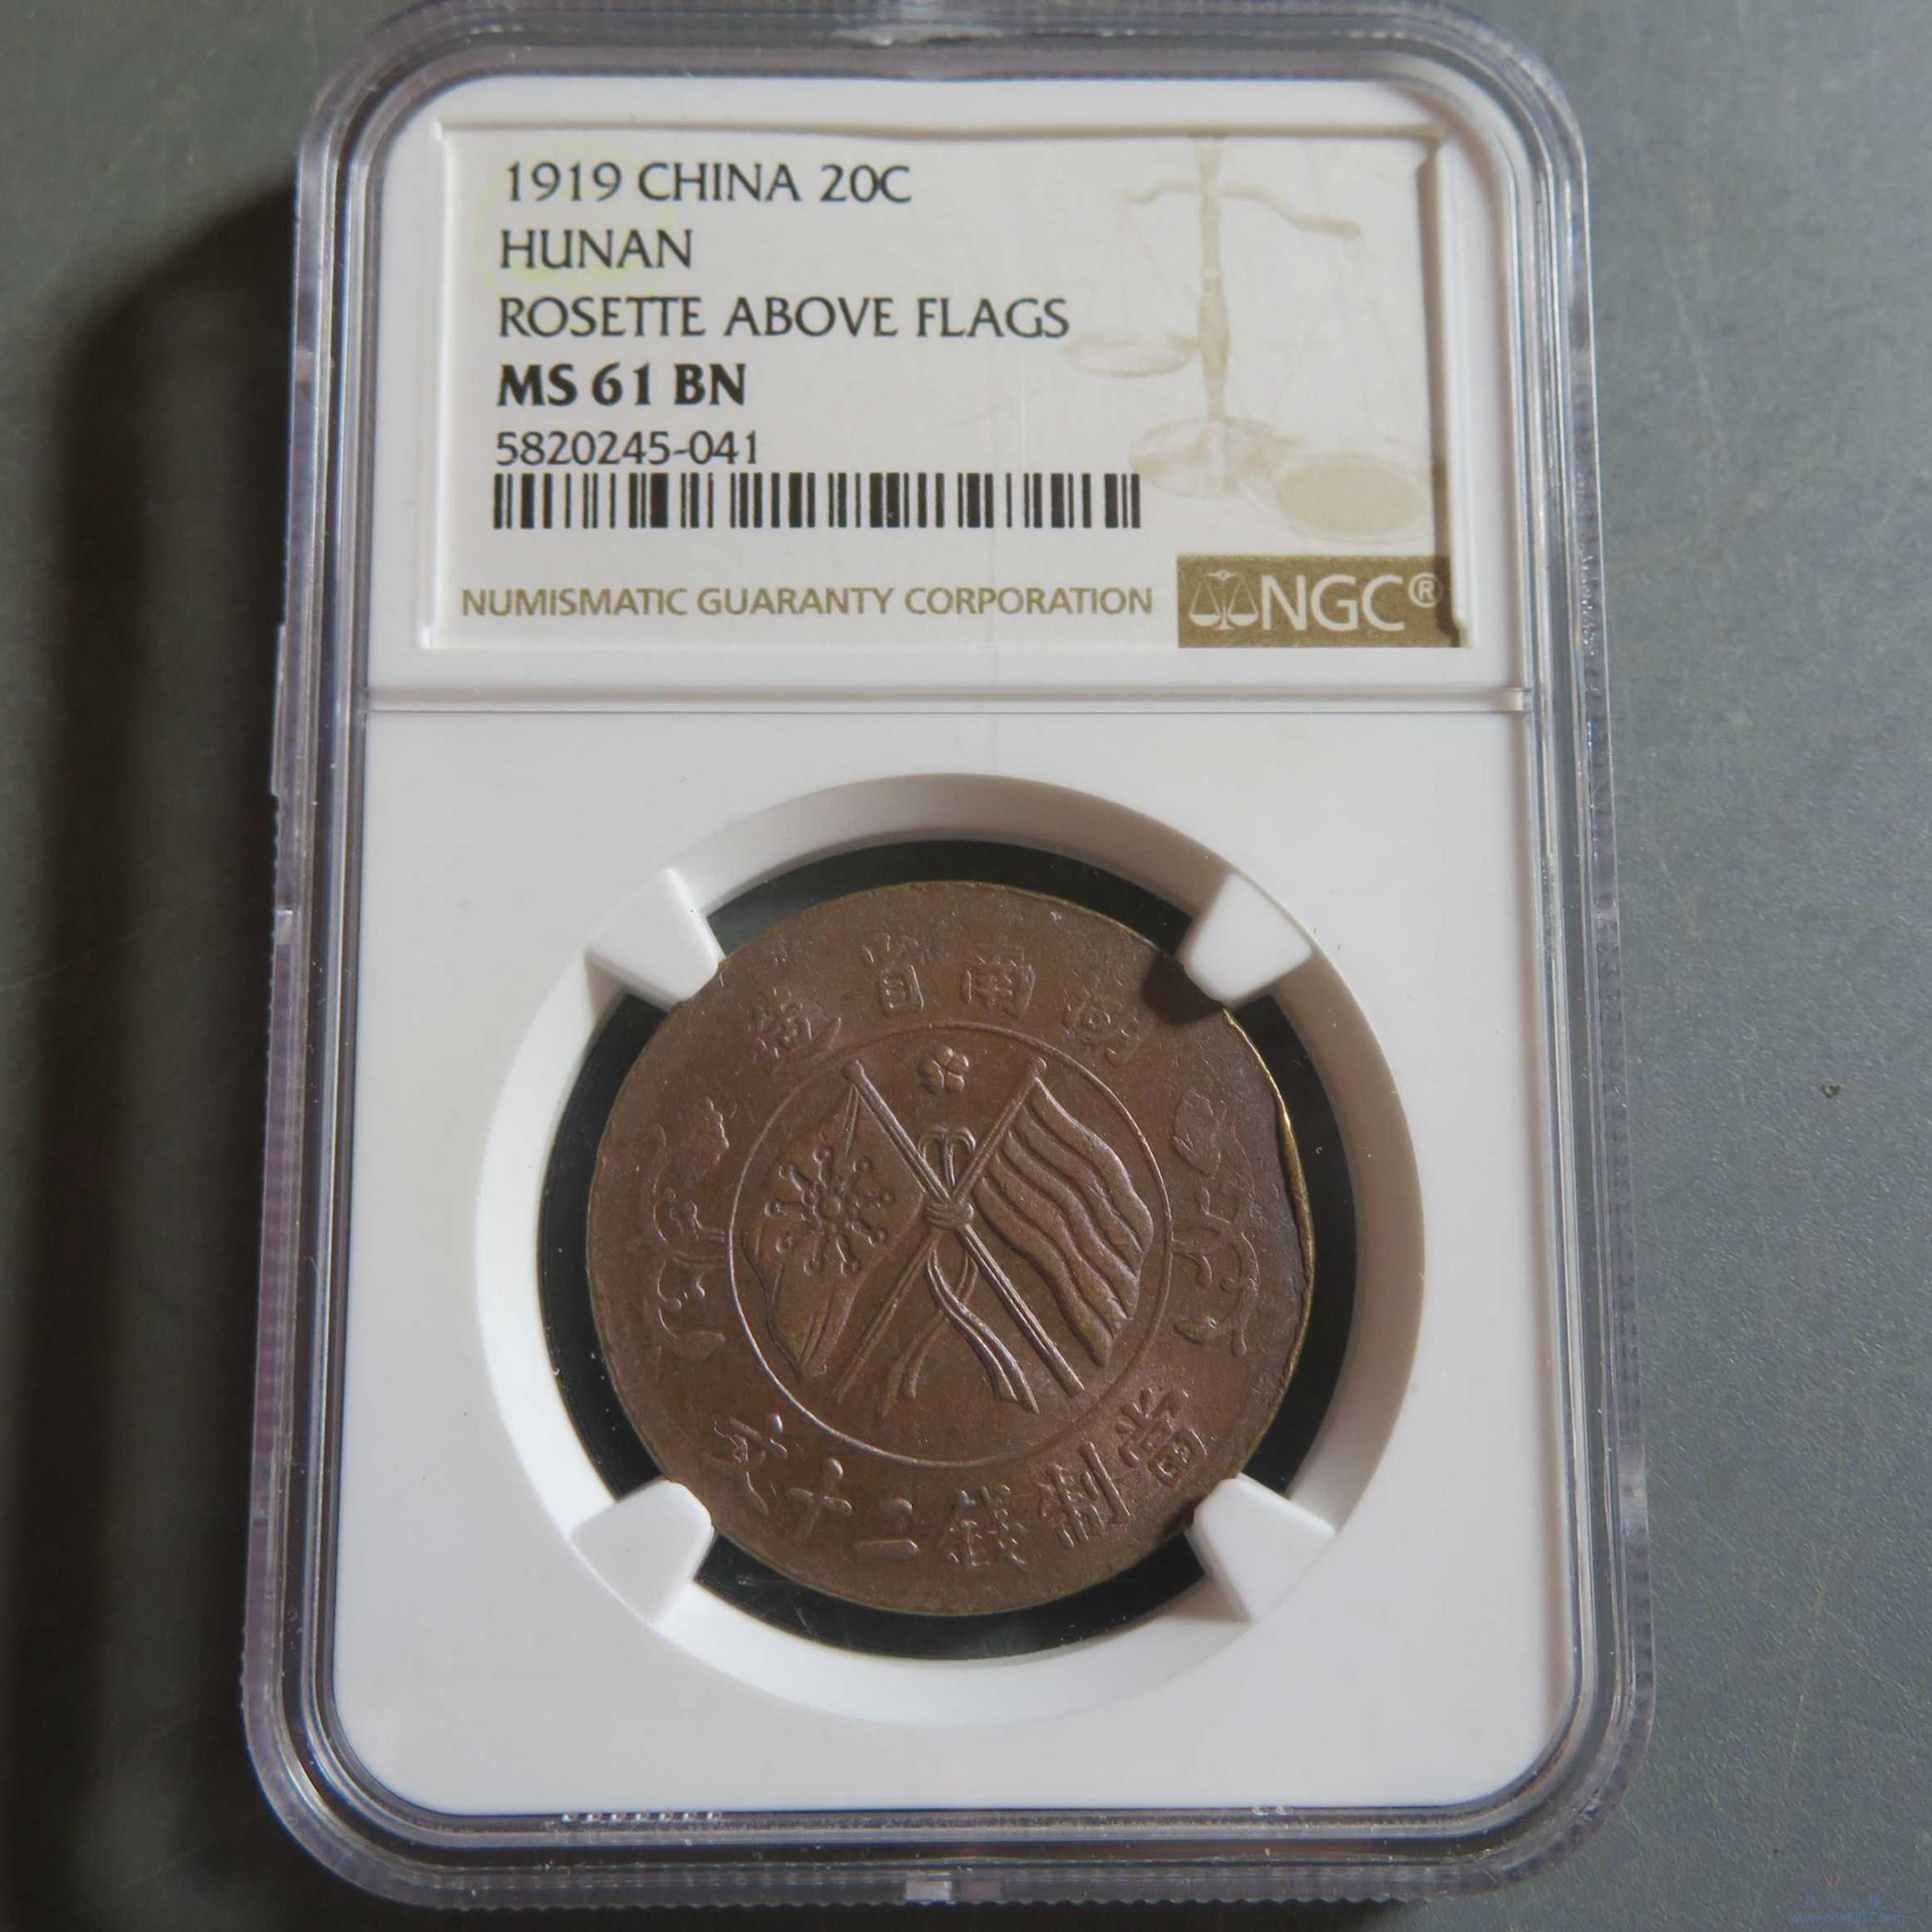 1919 CHINA 20C
HUNAN
ROSETTE ABOVE FLAGS
MS 61 BN
5820245-041
NUMISMATIC GUARANTY CORPORATION
NGC®
湖南省造
當制錢二十文